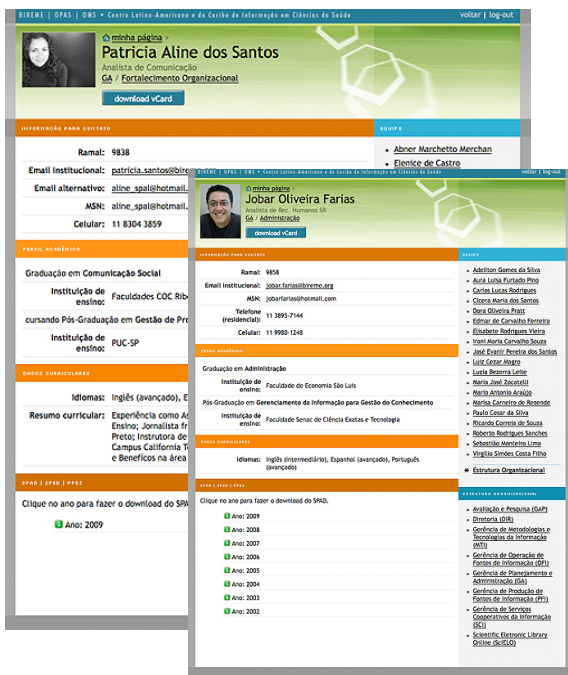 BIREME | OPAS | OMS • Centro Latino-Americano e do Caribe de Informação em Ciências da Saúde
voltar | log-out
minha página >
Patricia Aline dos Santos
Analista de Comunicação
GA / Fortalecimento Organizacional
download vCard
INFORMAÇÃO PARA CONTATO
EQUIPE
Ramal: 9838
Email institucional: patricia.santos@bire
Email alternativo: aline_spal@hotmail.
MSN: aline_spal@hotmail.
Celular: 11 8304 3859
• Abner Marchetto Merchan
• Elenice de Castro
PERFIL ACADÊMICO
Graduação em Comunicação Social
Instituição de
ensino: Faculdades COC Ribe
cursando Pós-Graduação em Gestão de Pro
Instituição de
ensino: PUC-SP
DADOS CURRICULARES
Idiomas: Inglês (avançado), E
Resumo curricular: Experiência como As
Ensino; Jornalista fr
Preto; Instrutora de
Campus California T
e Beneficos na área
SPAD | SPED | PPES
Clique no ano para fazer o download do SPA
Ano: 2009
BIREME | OPAS | OMS • Centro Latino-Americano e do Caribe de Informação em Ciências da Saúde
voltar | log-out
minha página >
Jobar Oliveira Farias
Analista de Rec. Humanos SR
GA / Administração
download vCard
INFORMAÇÃO PARA CONTATO
Ramal: 9858
Email institucional: jobar.farias@bireme.org
MSN: jobarfarias@hotmail.com
Telefone
(residencial): 11 3895-7144
Celular: 11 9980-1248
PERFIL ACADÊMICO
Graduação em Administração
Instituição de
ensino: Faculdade de Economia São Luis
Pós-Graduação em Gerenciamento da Informação para Gestão do Conhecimento
Instituição de
ensino: Faculdade Senac de Ciência Exatas e Tecnologia
DADOS CURRICULARES
Idiomas: Inglês (intermediário), Espanhol (avançado), Português
(avançado)
SPAD | SPED | PPES
Clique no ano para fazer o download do SPAD.
Ano: 2009
Ano: 2008
Ano: 2007
Ano: 2006
Ano: 2005
Ano: 2004
Ano: 2003
Ano: 2002
EQUIPE
• Adeilton Gomes da Silva
• Aura Luisa Furtado Pino
• Carlos Lucas Rodrigues
• Cicera Maria dos Santos
• Dora Oliveira Pratt
• Edmar de Carvalho Ferreira
• Elisabete Rodrigues Vieira
• Irani Maria Carvalho Souza
• José Evanir Pereira dos Santos
• Luiz Cezar Magro
• Luzia Bezerra Leite
• Maria José Zocatelli
• Mario Antonio Araújo
• Marisa Carneiro de Rezende
• Paulo Cesar da Silva
• Ricardo Correia de Souza
• Roberto Rodrigues Sanches
• Sebastião Monteiro Lima
• Virgilio Simões Costa Filho
Estrutura Organizacional
ESTRUTURA ORGANIZACIONAL
• Avaliação e Pesquisa (GAP)
• Diretoria (DIR)
• Gerência de Metodologias e
Tecnologias da Informação
(MTI)
• Gerência de Operação de
Fontes de Informação (OFI)
• Gerência de Planejamento e
Administração (GA)
• Gerência de Produção de
Fontes de Informação (PFI)
• Gerência de Serviços
Cooperativos da Informação
(SCI)
• Scientific Eletronic Library
Online (SciELO)